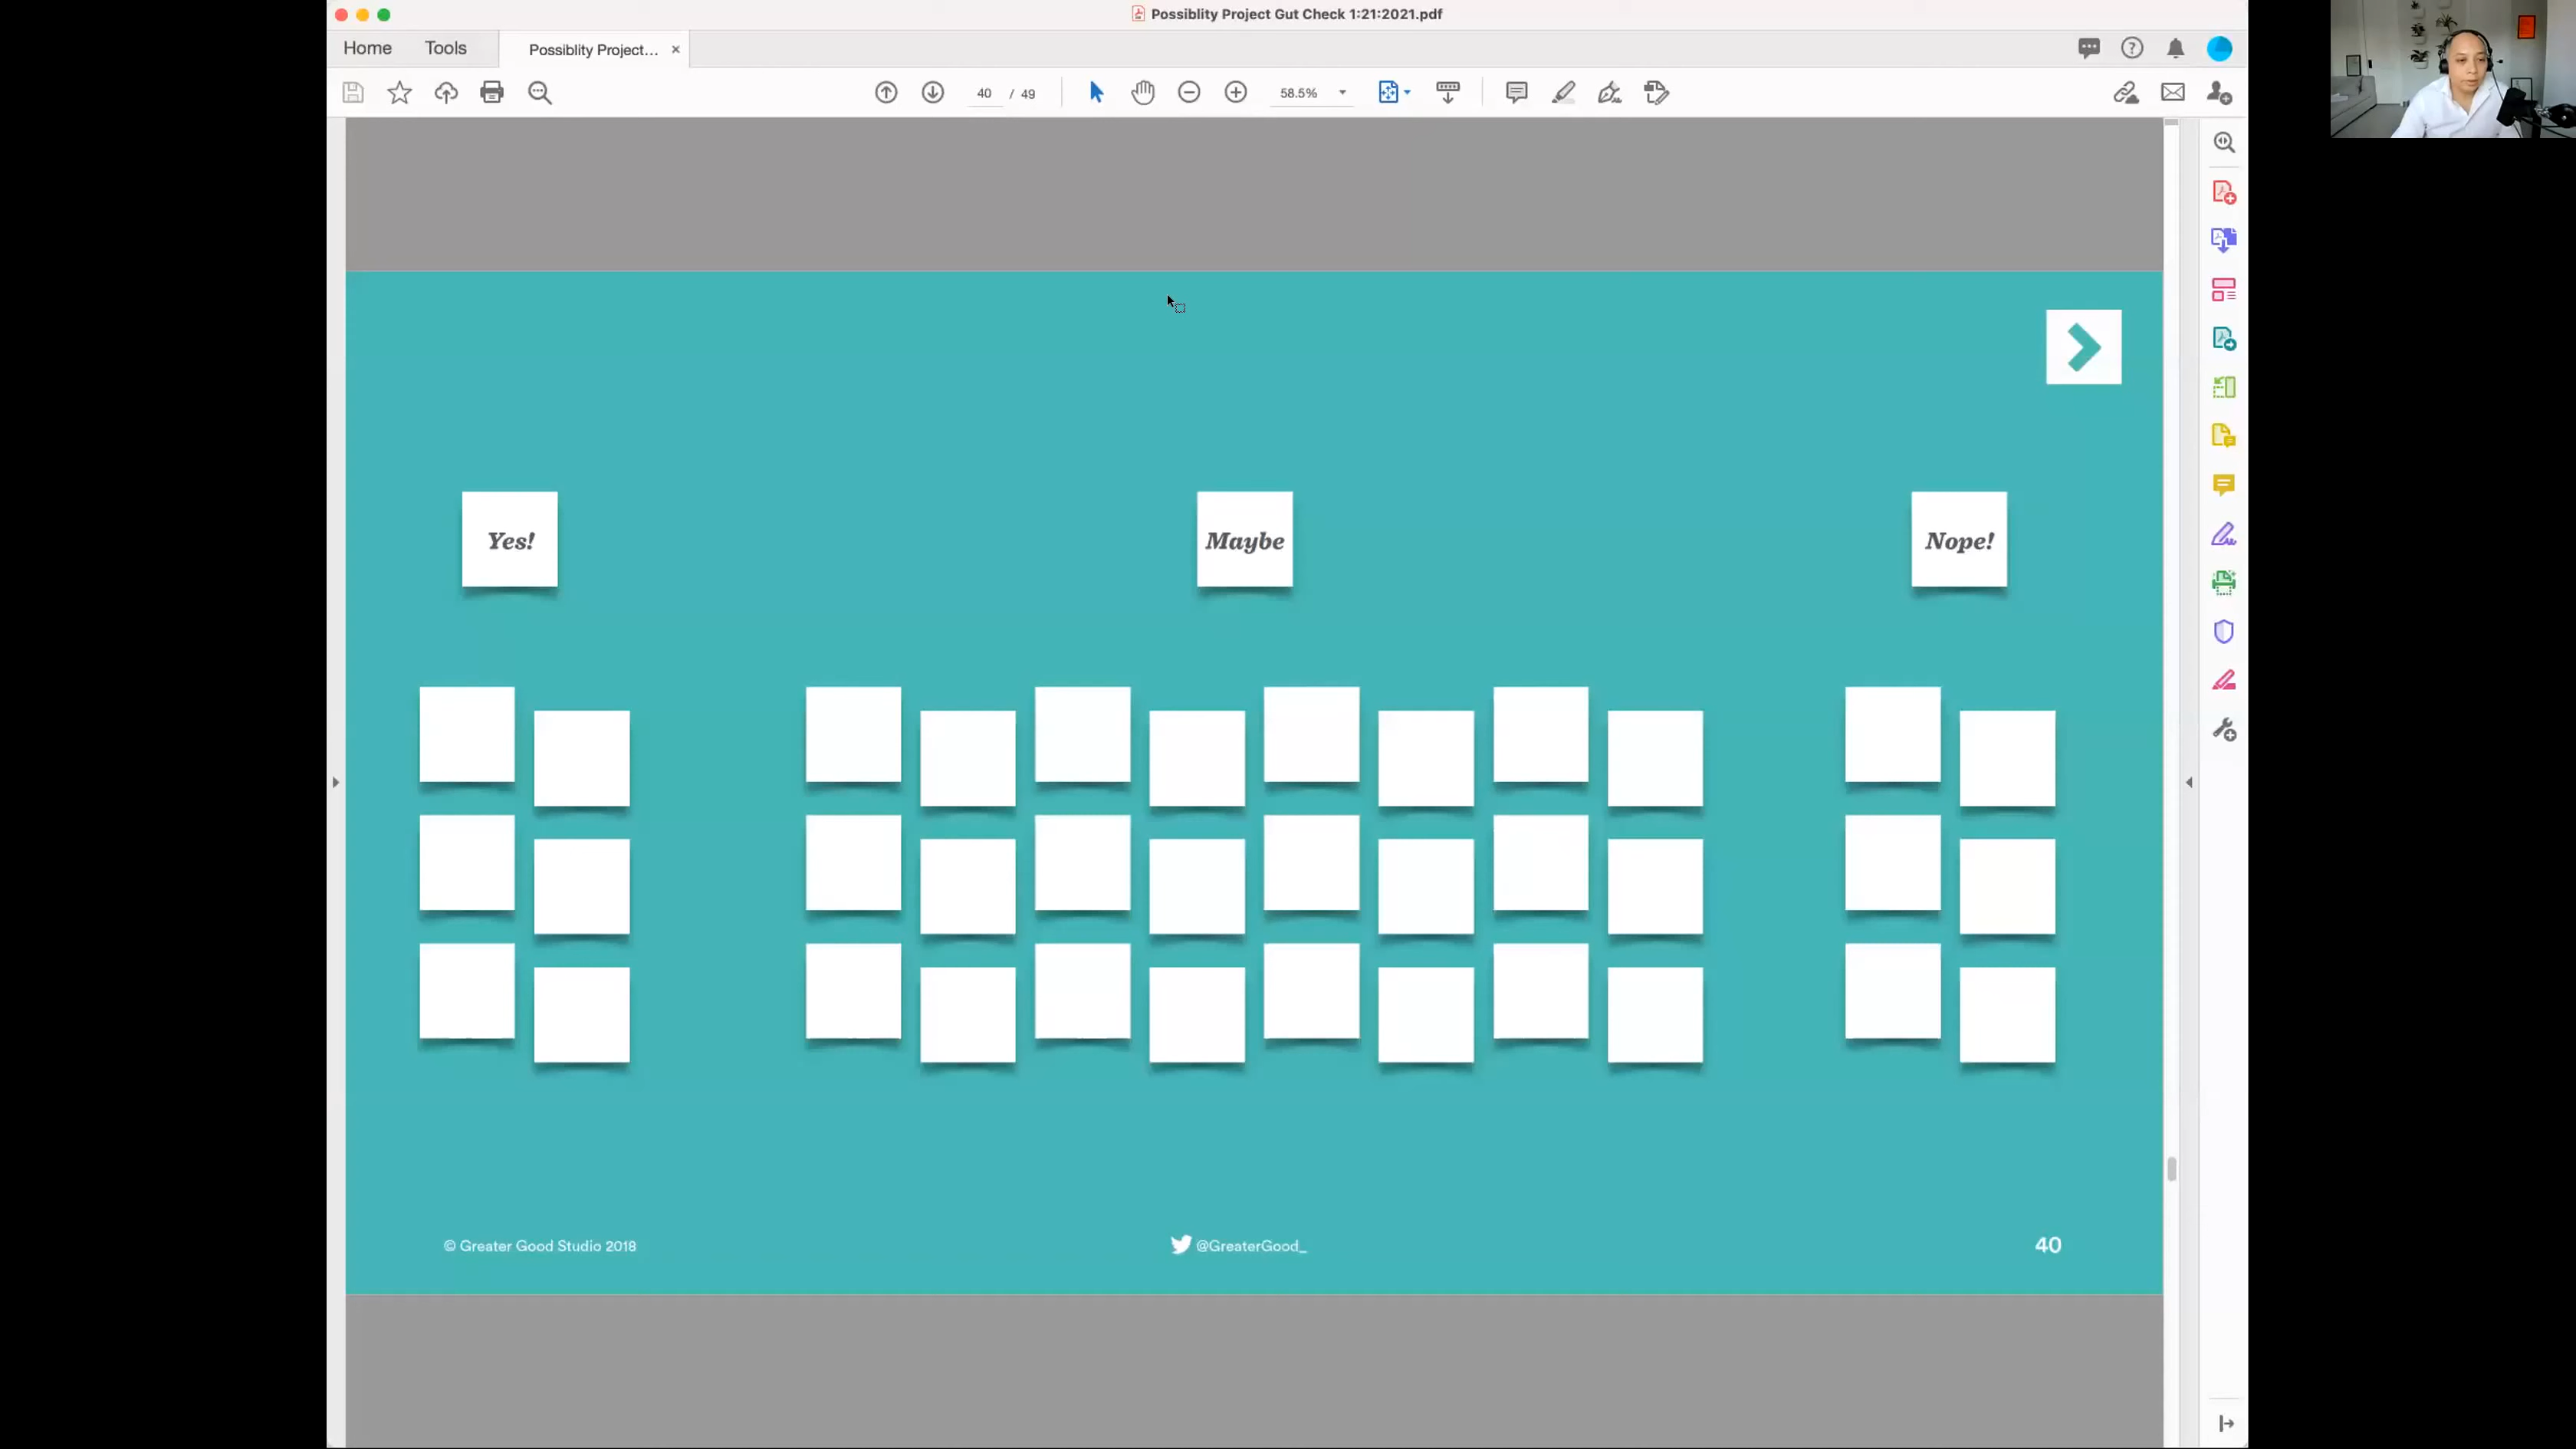 Possiblity Project Gut Check 1:21:2021.pdf
Home Tools Possiblity Project... ×
40 / 49 58.5%
Yes! Maybe Nope!
© Greater Good Studio 2018 @GreaterGood_ 40